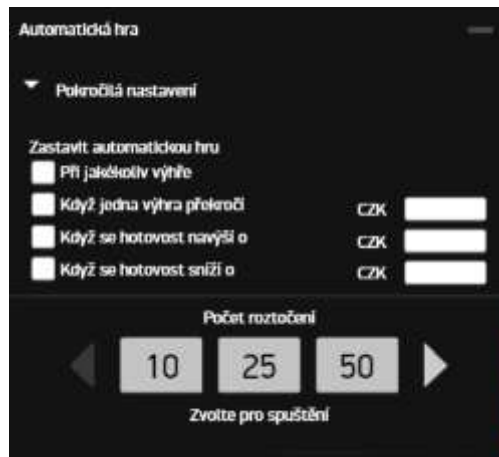 Automatická hra
Pokročilá nastavení
Zastavit automatickou hru
Při jakékoliv výhře
Když jedna výhra překročí CZK
Když se hotovost navýší o CZK
Když se hotovost sníží o CZK
Počet roztočení
10 25 50
Zvolte pro spuštění